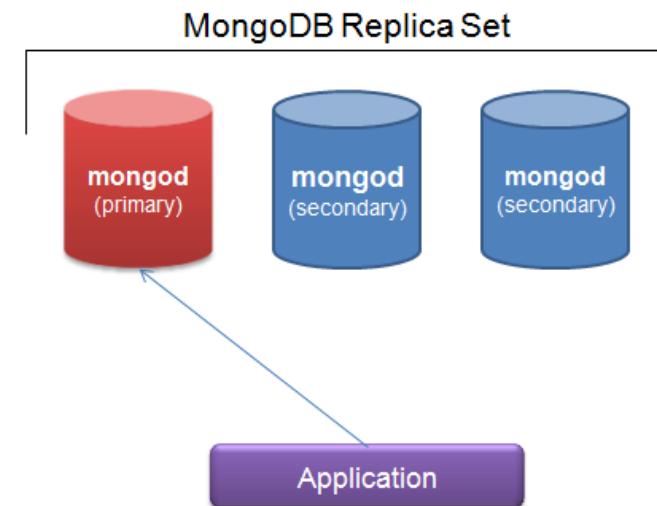 MongoDB Replica Set
mongod
(primary)
mongod
(secondary)
mongod
(secondary)
Application